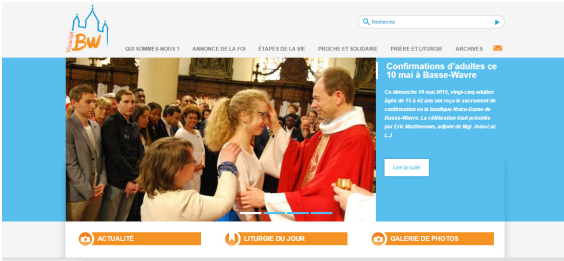 Vicariat
BW
Recherche
QUI SOMMES-NOUS ?
ANNONCE DE LA FOI
ÉTAPES DE LA VIE
PROCHE ET SOLIDAIRE
PRIÈRE ET LITURGIE
ARCHIVES
Confirmations d'adultes ce
10 mai à Basse-Wavre
Ce dimanche 10 mai 2015, vingt-cinq adultes
âgés de 15 à 42 ans ont reçu le sacrement de
confirmation en la basilique Notre-Dame de
Basse-Wavre. La célébration était présidée
par Eric Mattheeuws, adjoint de Mgr Jean-Luc
[...]
Lire la suite
ACTUALITÉ
LITURGIE DU JOUR
GALERIE DE PHOTOS